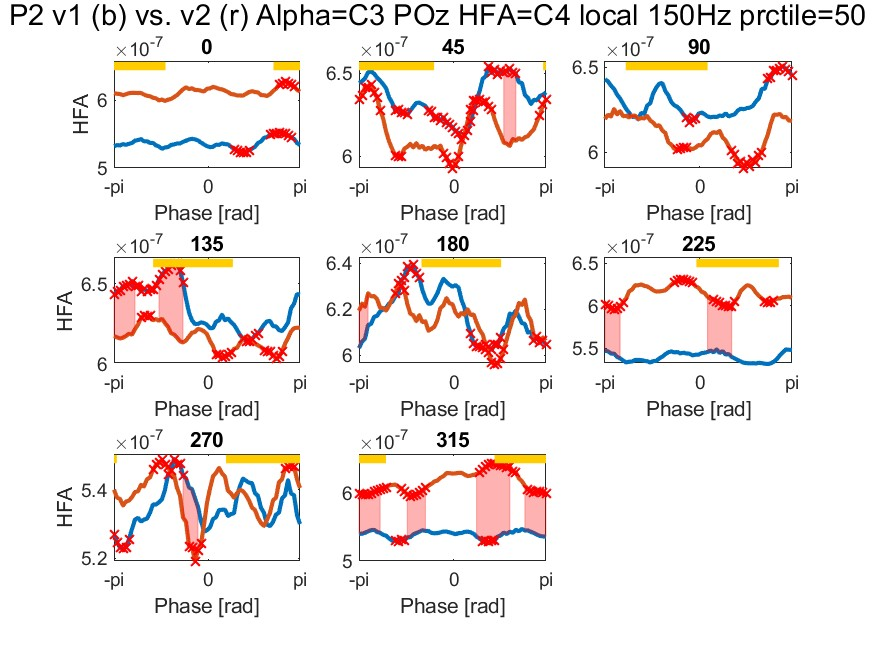 P2 v1 (b) vs. v2 (r) Alpha=C3 POz HFA=C4 local 150Hz prctile=50
×10⁻⁷ 0 ×10⁻⁷ 45 ×10⁻⁷ 90
6.5 6.5
6 6 6
5
HFA
-pi 0 pi -pi 0 pi -pi 0 pi
Phase [rad] Phase [rad] Phase [rad]
×10⁻⁷ 135 ×10⁻⁷ 180 ×10⁻⁷ 225
6.5 6.4 6.5
6.2 6
6 6 5.5
HFA
-pi 0 pi -pi 0 pi -pi 0 pi
Phase [rad] Phase [rad] Phase [rad]
×10⁻⁷ 270 ×10⁻⁷ 315
5.4 6
5.2 5
HFA
-pi 0 pi -pi 0 pi
Phase [rad] Phase [rad]